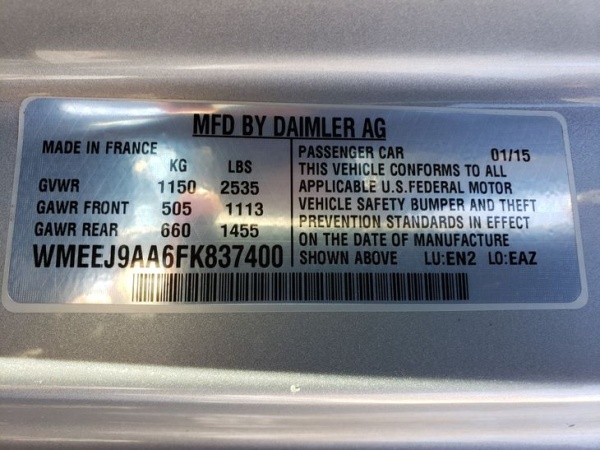 MFD BY DAIMLER AG
MADE IN FRANCE
KG LBS
GVWR 1150 2535
GAWR FRONT 505 1113
GAWR REAR 660 1455
WMEEJ9AA6FK837400
PASSENGER CAR 01/15
THIS VEHICLE CONFORMS TO ALL
APPLICABLE U.S.FEDERAL MOTOR
VEHICLE SAFETY BUMPER AND THEFT
PREVENTION STANDARDS IN EFFECT
ON THE DATE OF MANUFACTURE
SHOWN ABOVE LU:EN2 LO:EAZ